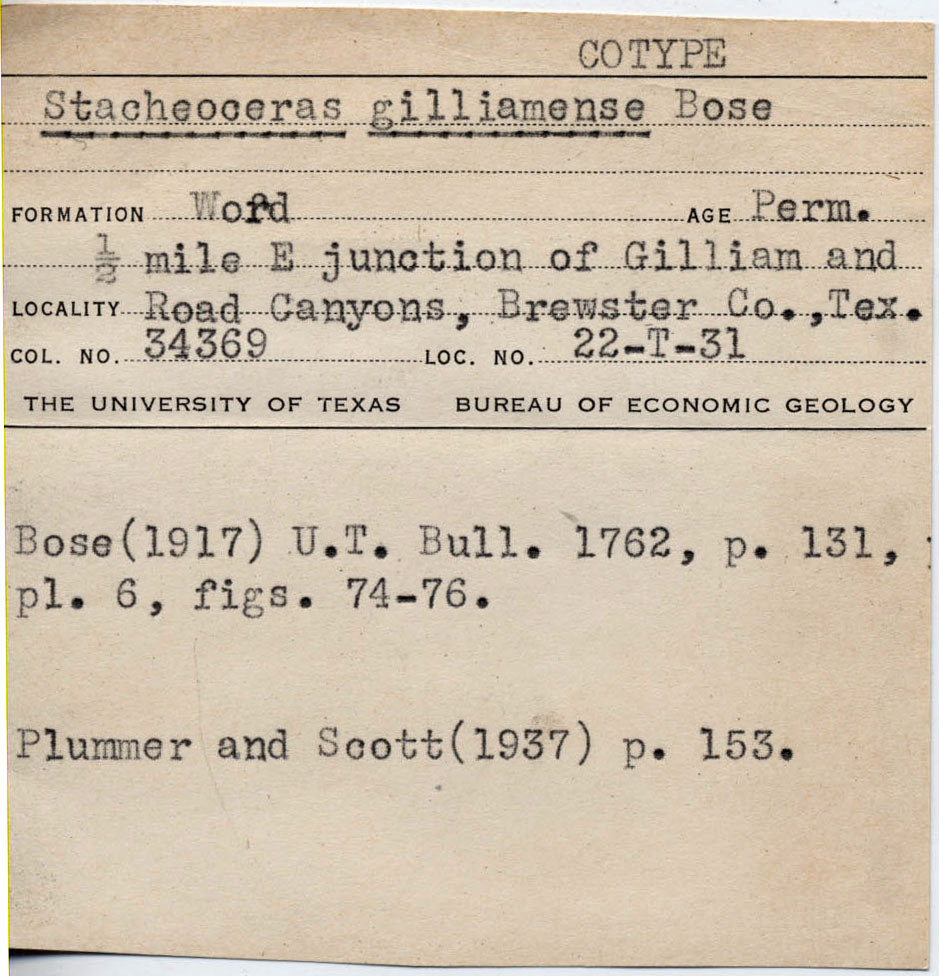 COTYPE
Stacheoceras gilliamense Bose
FORMATION Word AGE Perm.
½ mile E junction of Gilliam and
LOCALITY Road Canyons, Brewster Co.,Tex.
COL. NO. 34369 LOC. NO. 22-T-31
THE UNIVERSITY OF TEXAS BUREAU OF ECONOMIC GEOLOGY
Bose(1917) U.T. Bull. 1762, p. 131,
pl. 6, figs. 74-76.
Plummer and Scott(1937) p. 153.